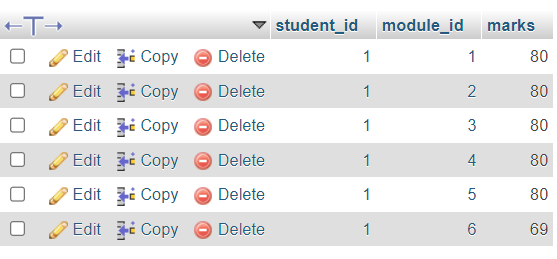 student_id module_id marks
Edit Copy Delete 1 1 80
Edit Copy Delete 1 2 80
Edit Copy Delete 1 3 80
Edit Copy Delete 1 4 80
Edit Copy Delete 1 5 80
Edit Copy Delete 1 6 69